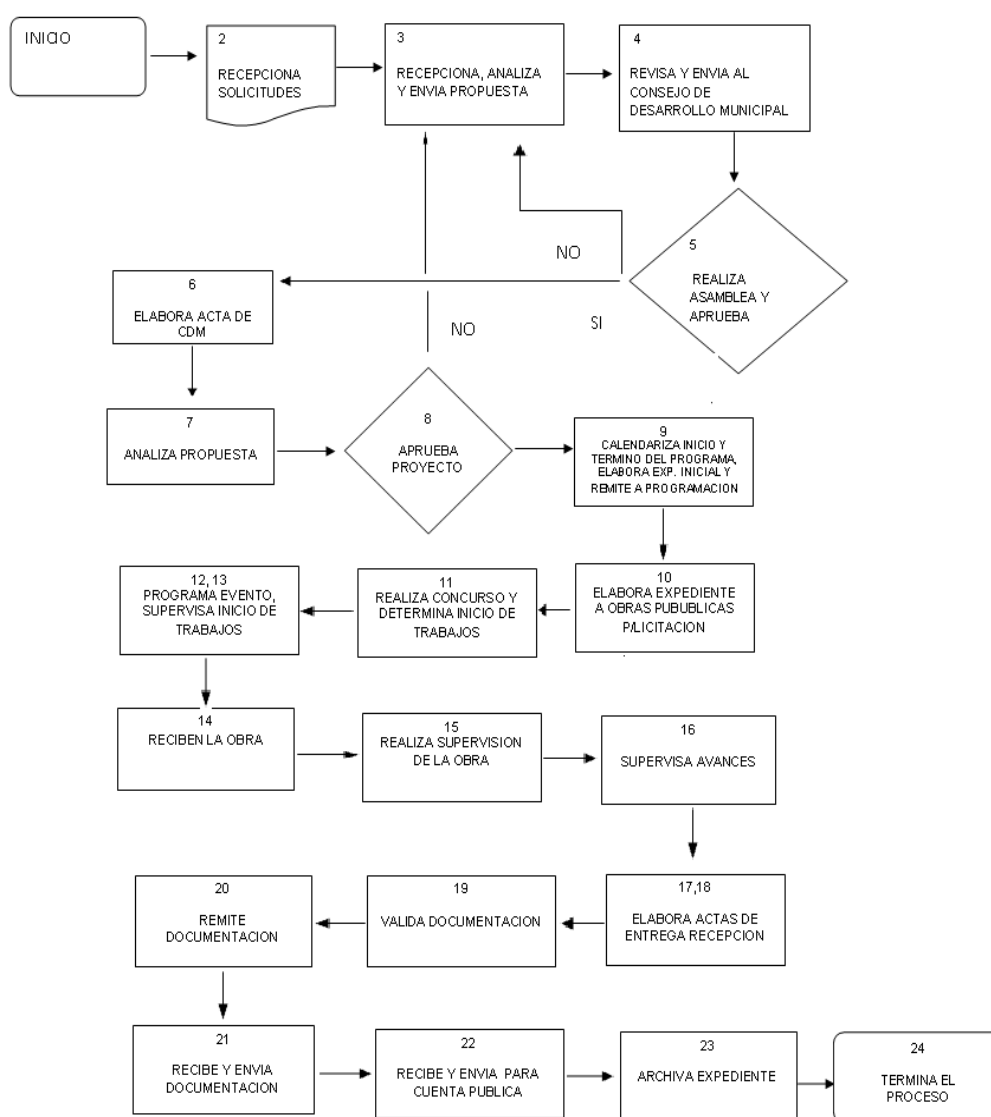 INICIO
2
RECEPCIONA
SOLICITUDES
3
RECEPCIONA, ANALIZA
Y ENVIA PROPUESTA
4
REVISA Y ENVIA AL
CONSEJO DE
DESARROLLO MUNICIPAL
5
REALIZA
ASAMBLEA Y
APRUEBA
NO
SI
6
ELABORA ACTA DE
CDM
NO
7
ANALIZA PROPUESTA
8
APRUEBA
PROYECTO
9
CALENDARIZA INICIO Y
TERMINO DEL PROGRAMA,
ELABORA EXP. INICIAL Y
REMITE A PROGRAMACION
10
ELABORA EXPEDIENTE
A OBRAS PUBUBLICAS
P/LICITACION
11
REALIZA CONCURSO Y
DETERMINA INICIO DE
TRABAJOS
12, 13
PROGRAMA EVENTO,
SUPERVISA INICIO DE
TRABAJOS
14
RECIBEN LA OBRA
15
REALIZA SUPERVISION
DE LA OBRA
16
SUPERVISA AVANCES
17,18
ELABORA ACTAS DE
ENTREGA RECEPCION
19
VALIDA DOCUMENTACION
20
REMITE
DOCUMENTACION
21
RECIBE Y ENVIA
DOCUMENTACION
22
RECIBE Y ENVIA PARA
CUENTA PUBLICA
23
ARCHIVA EXPEDIENTE
24
TERMINA EL
PROCESO